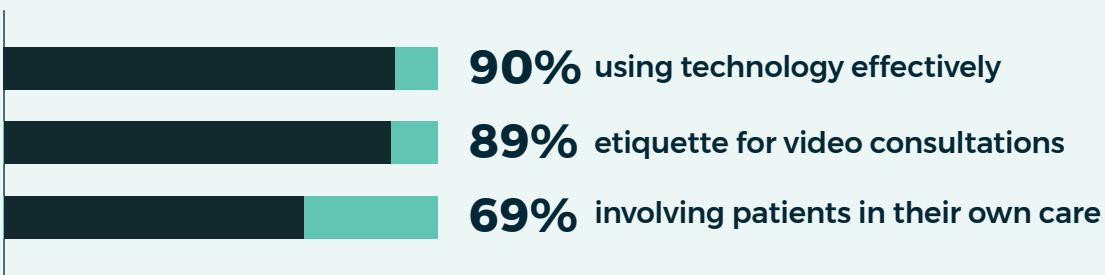 90% using technology effectively
89% etiquette for video consultations
69% involving patients in their own care